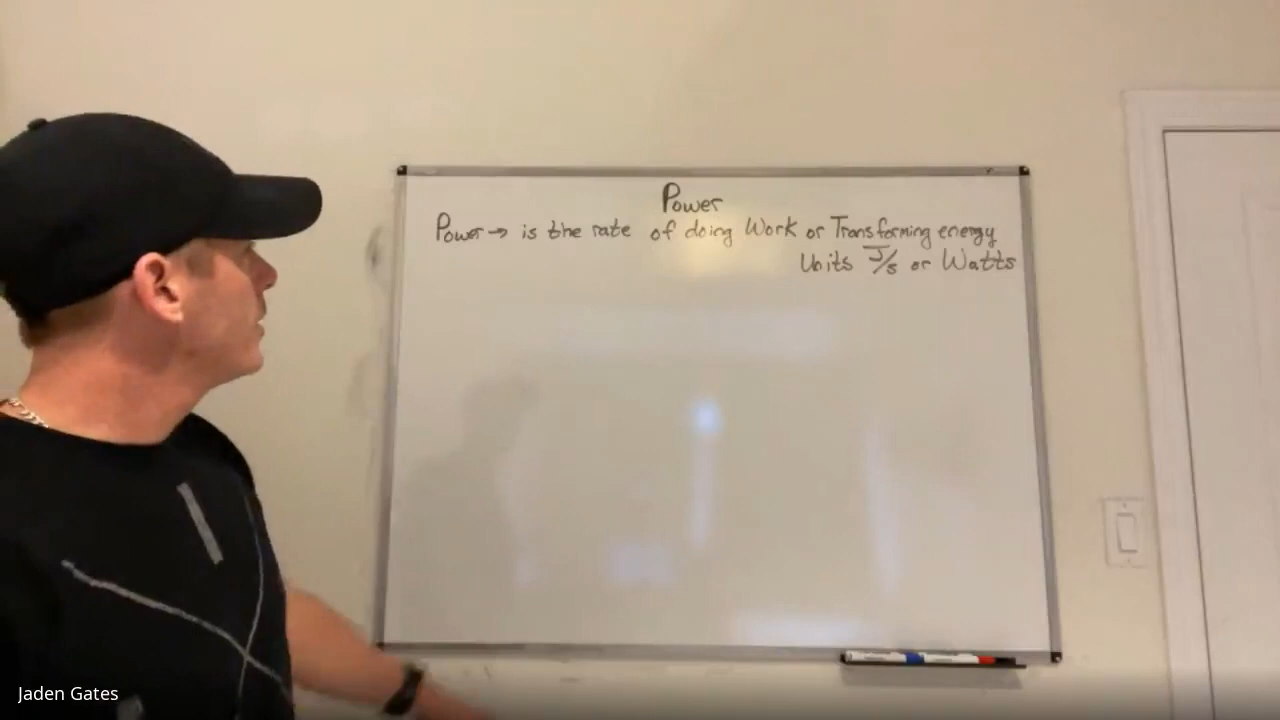 Power
Power → is the rate of doing Work or Transforming energy
Units J/s or Watts
Jaden Gates